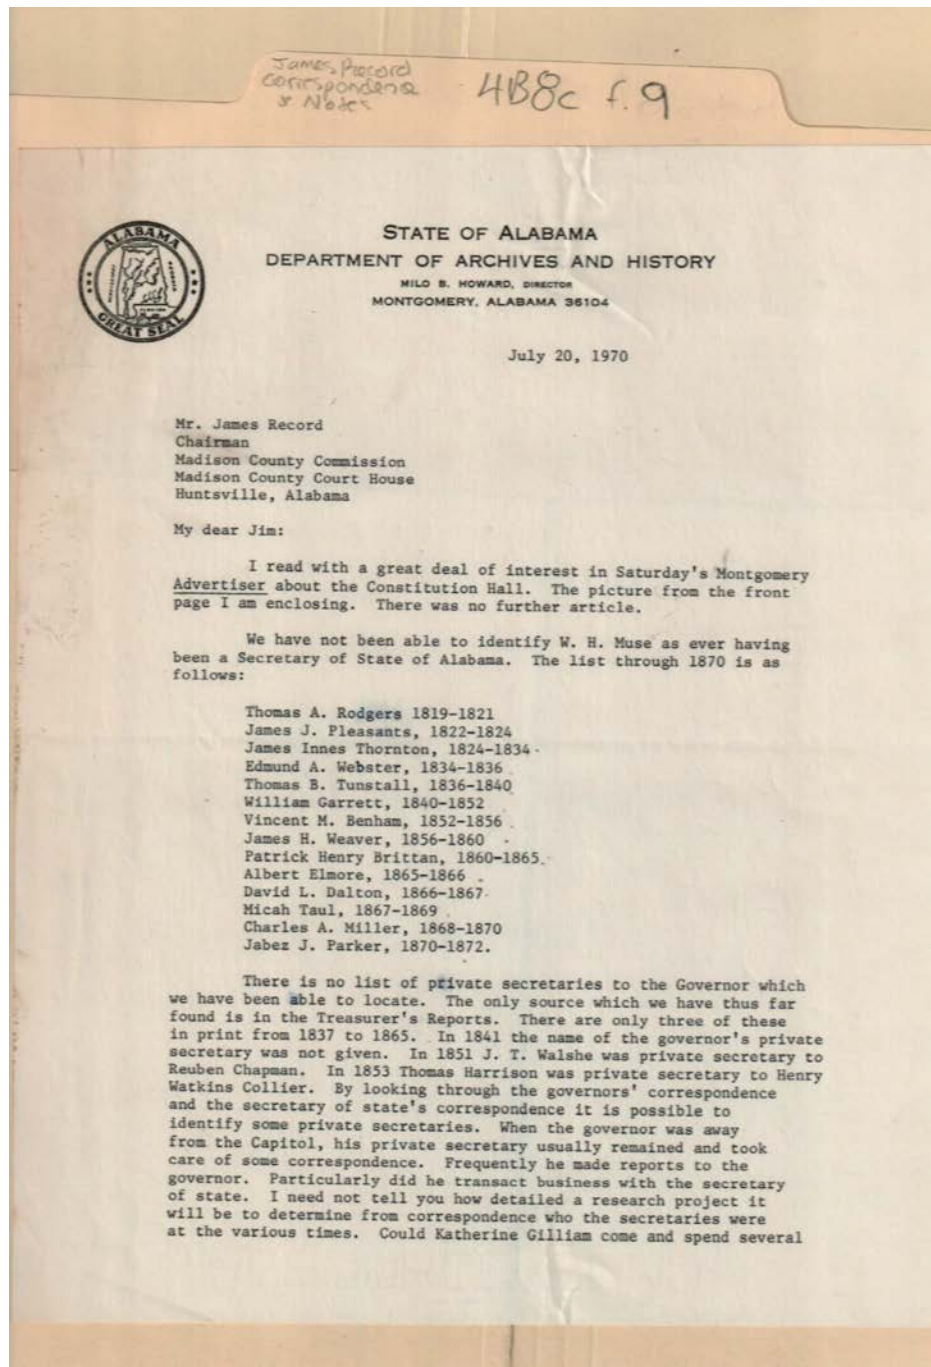 James Record
Correspondence
& Notes
4B8c f.9
ALABAMA
GREAT SEAL
STATE OF ALABAMA
DEPARTMENT OF ARCHIVES AND HISTORY
MILO B. HOWARD, DIRECTOR
MONTGOMERY, ALABAMA 36104
July 20, 1970
Mr. James Record
Chairman
Madison County Commission
Madison County Court House
Huntsville, Alabama
My dear Jim:
I read with a great deal of interest in Saturday's Montgomery
Advertiser about the Constitution Hall. The picture from the front
page I am enclosing. There was no further article.
We have not been able to identify W. H. Muse as ever having
been a Secretary of State of Alabama. The list through 1870 is as
follows:
Thomas A. Rodgers 1819-1821
James J. Pleasants, 1822-1824
James Innes Thornton, 1824-1834
Edmund A. Webster, 1834-1836
Thomas B. Tunstall, 1836-1840
William Garrett, 1840-1852
Vincent M. Benham, 1852-1856
James H. Weaver, 1856-1860
Patrick Henry Brittan, 1860-1865
Albert Elmore, 1865-1866
David L. Dalton, 1866-1867
Micah Taul, 1867-1869
Charles A. Miller, 1868-1870
Jabez J. Parker, 1870-1872.
There is no list of private secretaries to the Governor which
we have been able to locate. The only source which we have thus far
found is in the Treasurer's Reports. There are only three of these
in print from 1837 to 1865. In 1841 the name of the governor's private
secretary was not given. In 1851 J. T. Walshe was private secretary to
Reuben Chapman. In 1853 Thomas Harrison was private secretary to Henry
Watkins Collier. By looking through the governors' correspondence
and the secretary of state's correspondence it is possible to
identify some private secretaries. When the governor was away
from the Capitol, his private secretary usually remained and took
care of some correspondence. Frequently he made reports to the
governor. Particularly did he transact business with the secretary
of state. I need not tell you how detailed a research project it
will be to determine from correspondence who the secretaries were
at the various times. Could Katherine Gilliam come and spend several